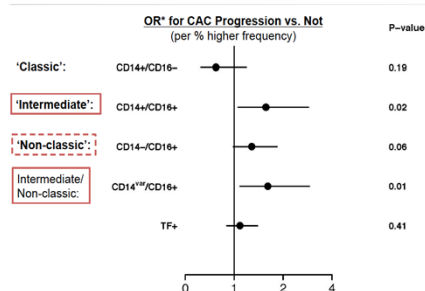 OR* for CAC Progression vs. Not
(per % higher frequency)
P-value
'Classic': CD14+/CD16– 0.19
'Intermediate': CD14+/CD16+ 0.02
'Non-classic': CD14–/CD16+ 0.06
Intermediate/
Non-classic: CD14var/CD16+ 0.01
TF+ 0.41
0 1 2 4